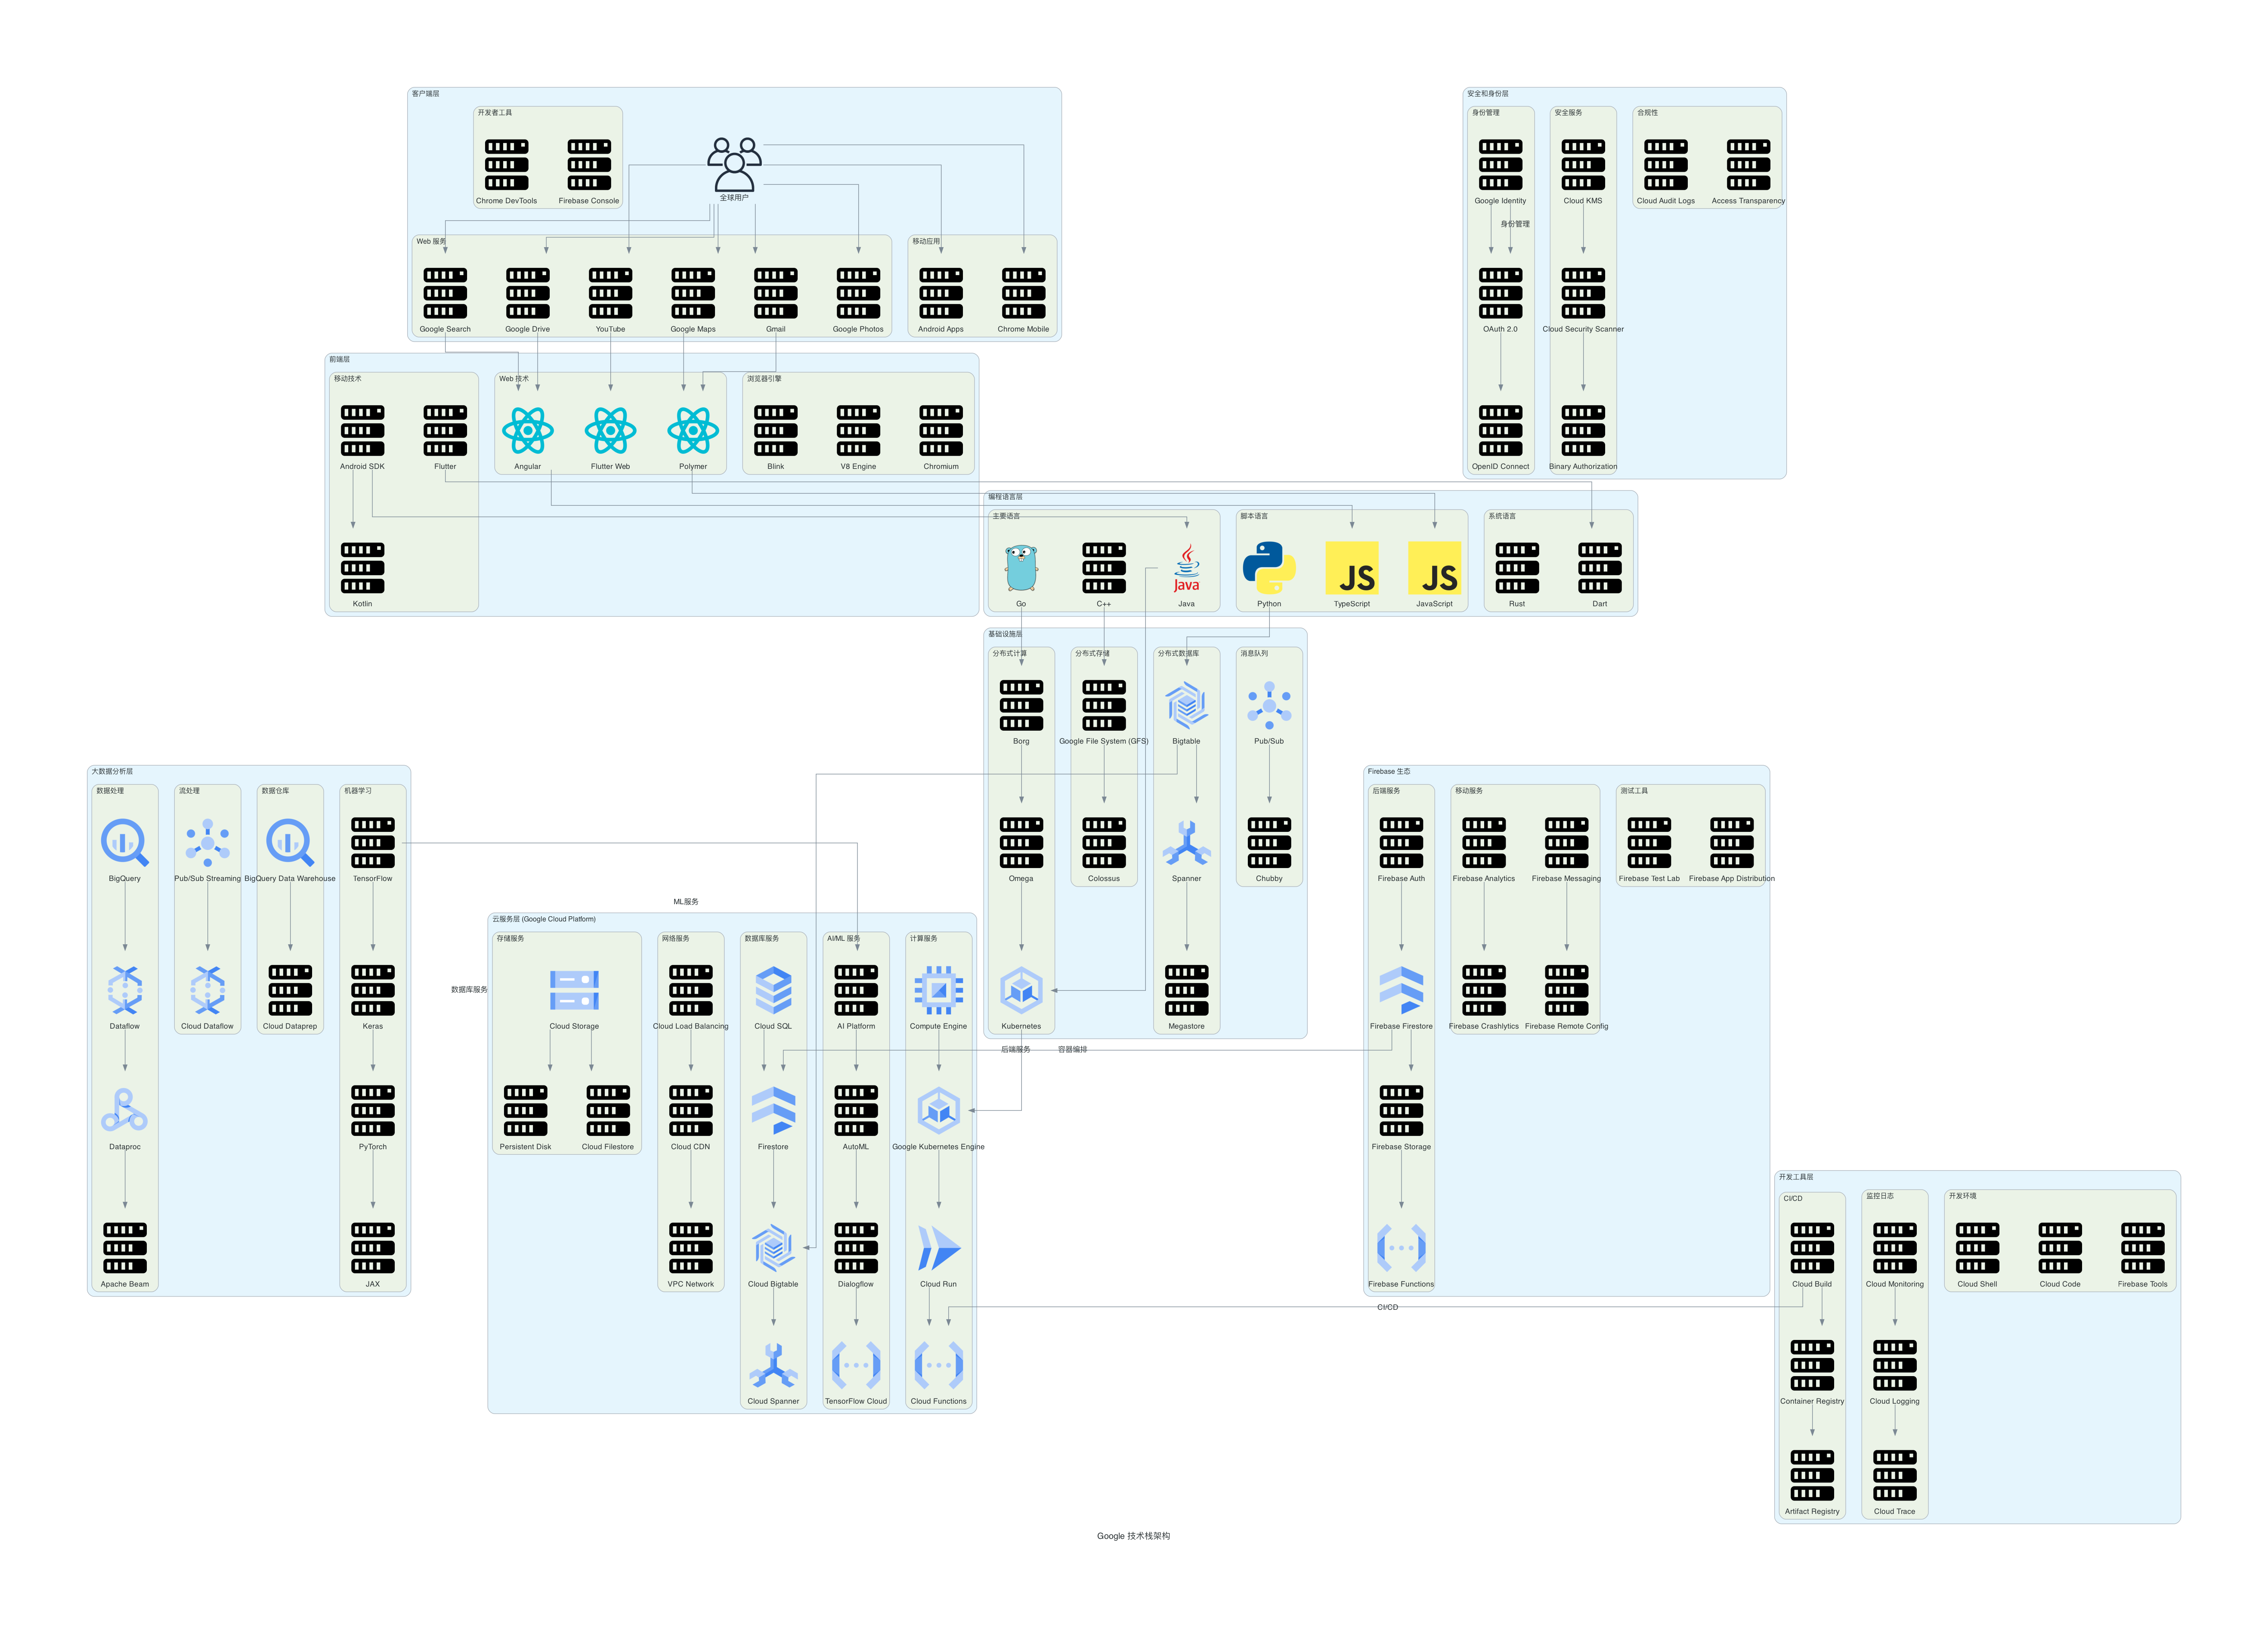 客户端层
开发者工具
Chrome DevTools
Firebase Console
全球用户
Web 服务
Google Search
Google Drive
YouTube
Google Maps
Gmail
Google Photos
移动应用
Android Apps
Chrome Mobile
安全和身份层
身份管理
Google Identity
身份管理
OAuth 2.0
OpenID Connect
安全服务
Cloud KMS
Cloud Security Scanner
Binary Authorization
合规性
Cloud Audit Logs
Access Transparency
前端层
移动技术
Android SDK
Flutter
Kotlin
Web 技术
Angular
Flutter Web
Polymer
浏览器引擎
Blink
V8 Engine
Chromium
编程语言层
主要语言
Go
C++
Java
Java
脚本语言
Python
JS
TypeScript
JS
JavaScript
系统语言
Rust
Dart
基础设施层
分布式计算
Borg
Omega
Kubernetes
分布式存储
Google File System (GFS)
Colossus
分布式数据库
Bigtable
Spanner
Megastore
消息队列
Pub/Sub
Chubby
大数据分析层
数据处理
BigQuery
Dataflow
Dataproc
Apache Beam
流处理
Pub/Sub Streaming
Cloud Dataflow
数据仓库
BigQuery Data Warehouse
Cloud Dataprep
机器学习
TensorFlow
Keras
PyTorch
JAX
ML服务
数据库服务
云服务层 (Google Cloud Platform)
存储服务
Cloud Storage
Persistent Disk
Cloud Filestore
网络服务
Cloud Load Balancing
Cloud CDN
VPC Network
数据库服务
Cloud SQL
Firestore
Cloud Bigtable
Cloud Spanner
AI/ML 服务
AI Platform
AutoML
Dialogflow
TensorFlow Cloud
计算服务
Compute Engine
Google Kubernetes Engine
Cloud Run
Cloud Functions
后端服务
容器编排
Firebase 生态
后端服务
Firebase Auth
Firebase Firestore
Firebase Storage
Firebase Functions
移动服务
Firebase Analytics
Firebase Messaging
Firebase Crashlytics
Firebase Remote Config
测试工具
Firebase Test Lab
Firebase App Distribution
CI/CD
开发工具层
CI/CD
Cloud Build
Container Registry
Artifact Registry
监控日志
Cloud Monitoring
Cloud Logging
Cloud Trace
开发环境
Cloud Shell
Cloud Code
Firebase Tools
Google 技术栈架构